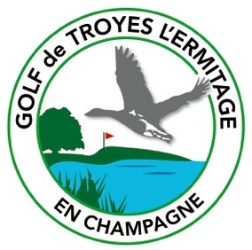 GOLF de TROYES L'ERMITAGE
EN CHAMPAGNE